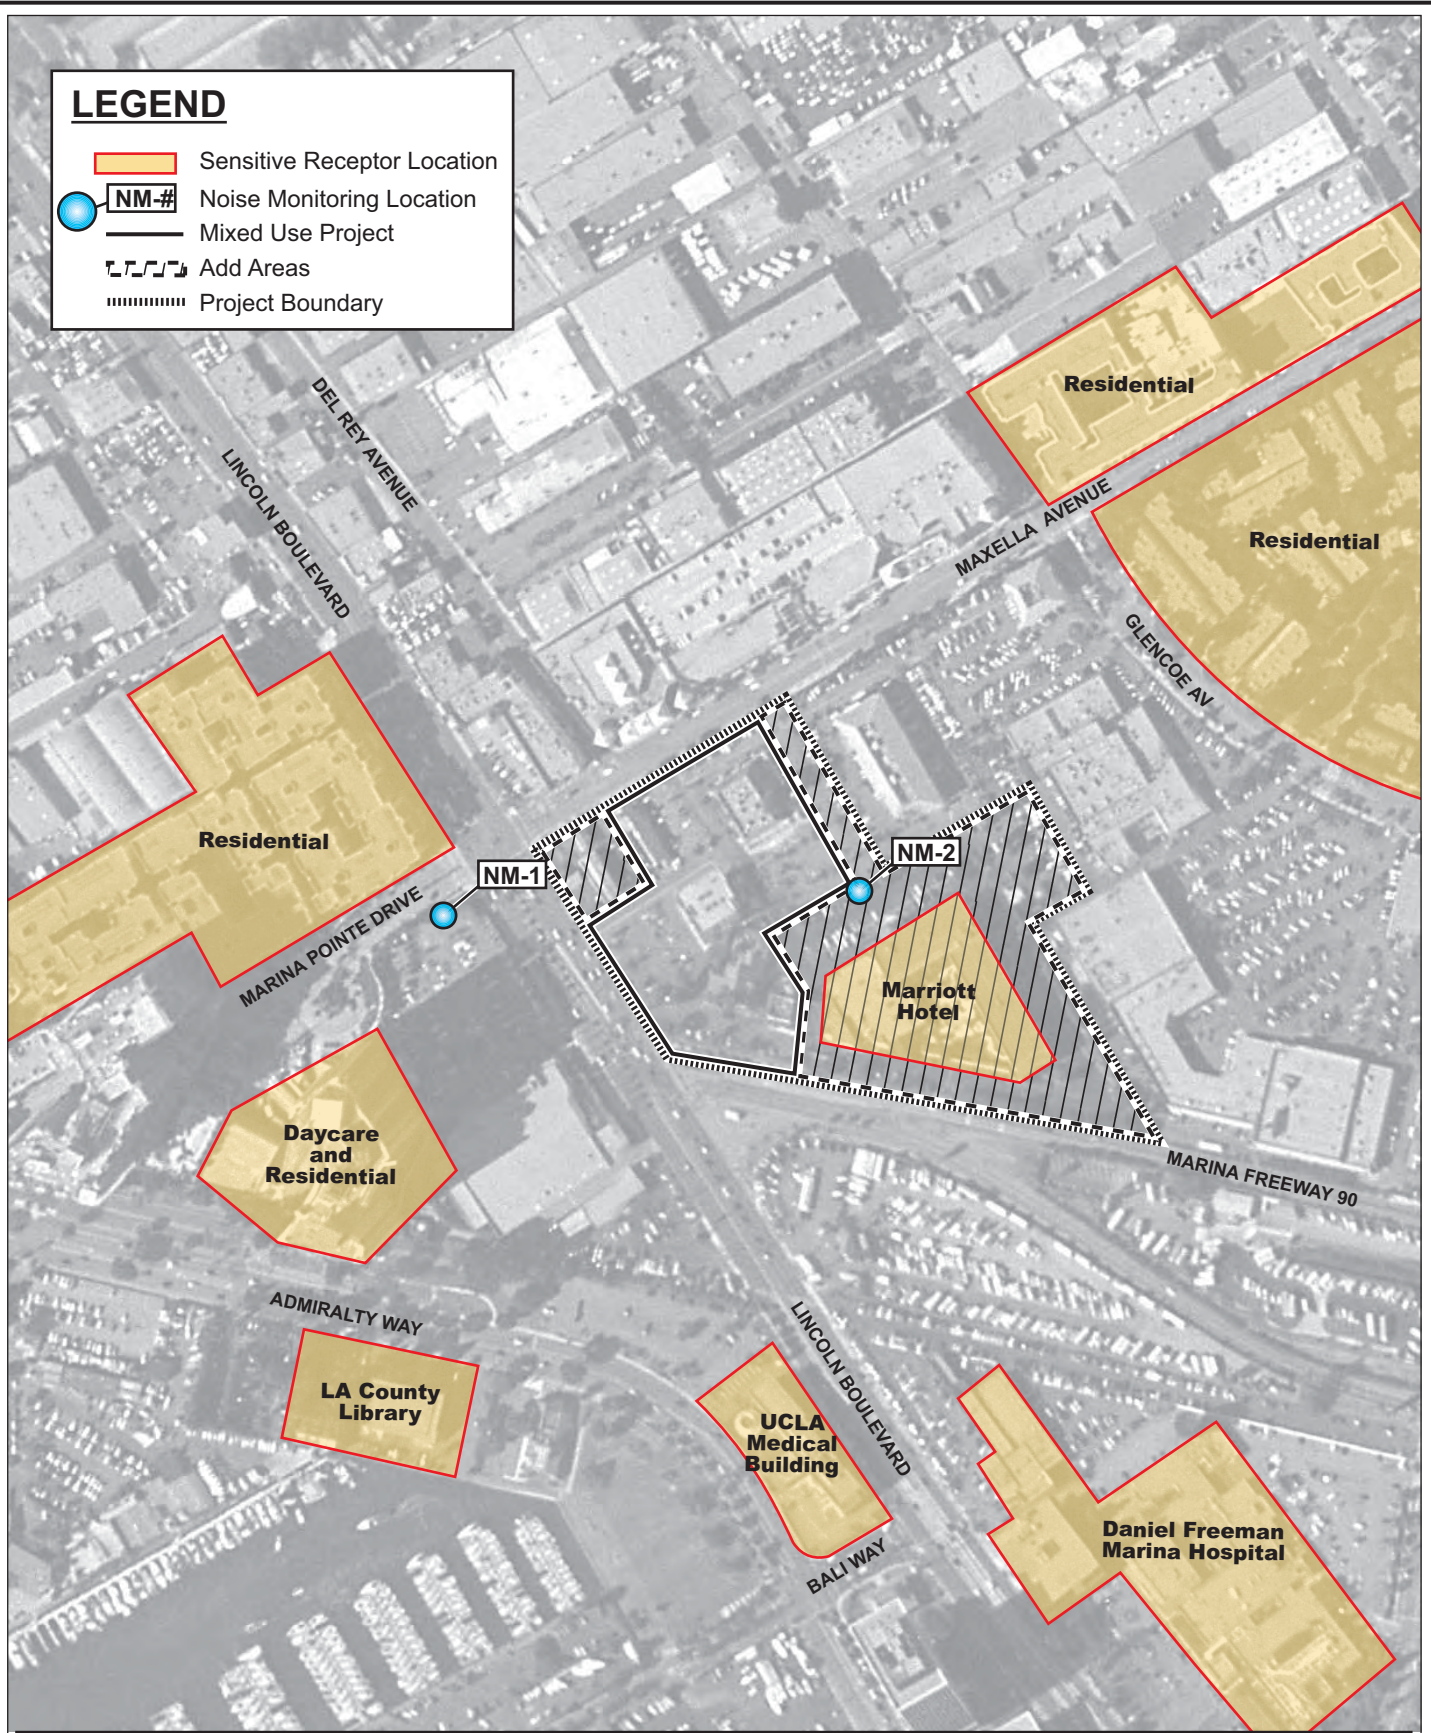 LEGEND
Sensitive Receptor Location
NM-# Noise Monitoring Location
Mixed Use Project
Add Areas
Project Boundary
DEL REY AVENUE
LINCOLN BOULEVARD
Residential
MAXELLA AVENUE
Residential
GLENCOE AV
Residential
NM-1
NM-2
MARINA POINTE DRIVE
Marriott
Hotel
Daycare
and
Residential
MARINA FREEWAY 90
ADMIRALTY WAY
LINCOLN BOULEVARD
LA County
Library
UCLA
Medical
Building
Daniel Freeman
Marina Hospital
BALI WAY